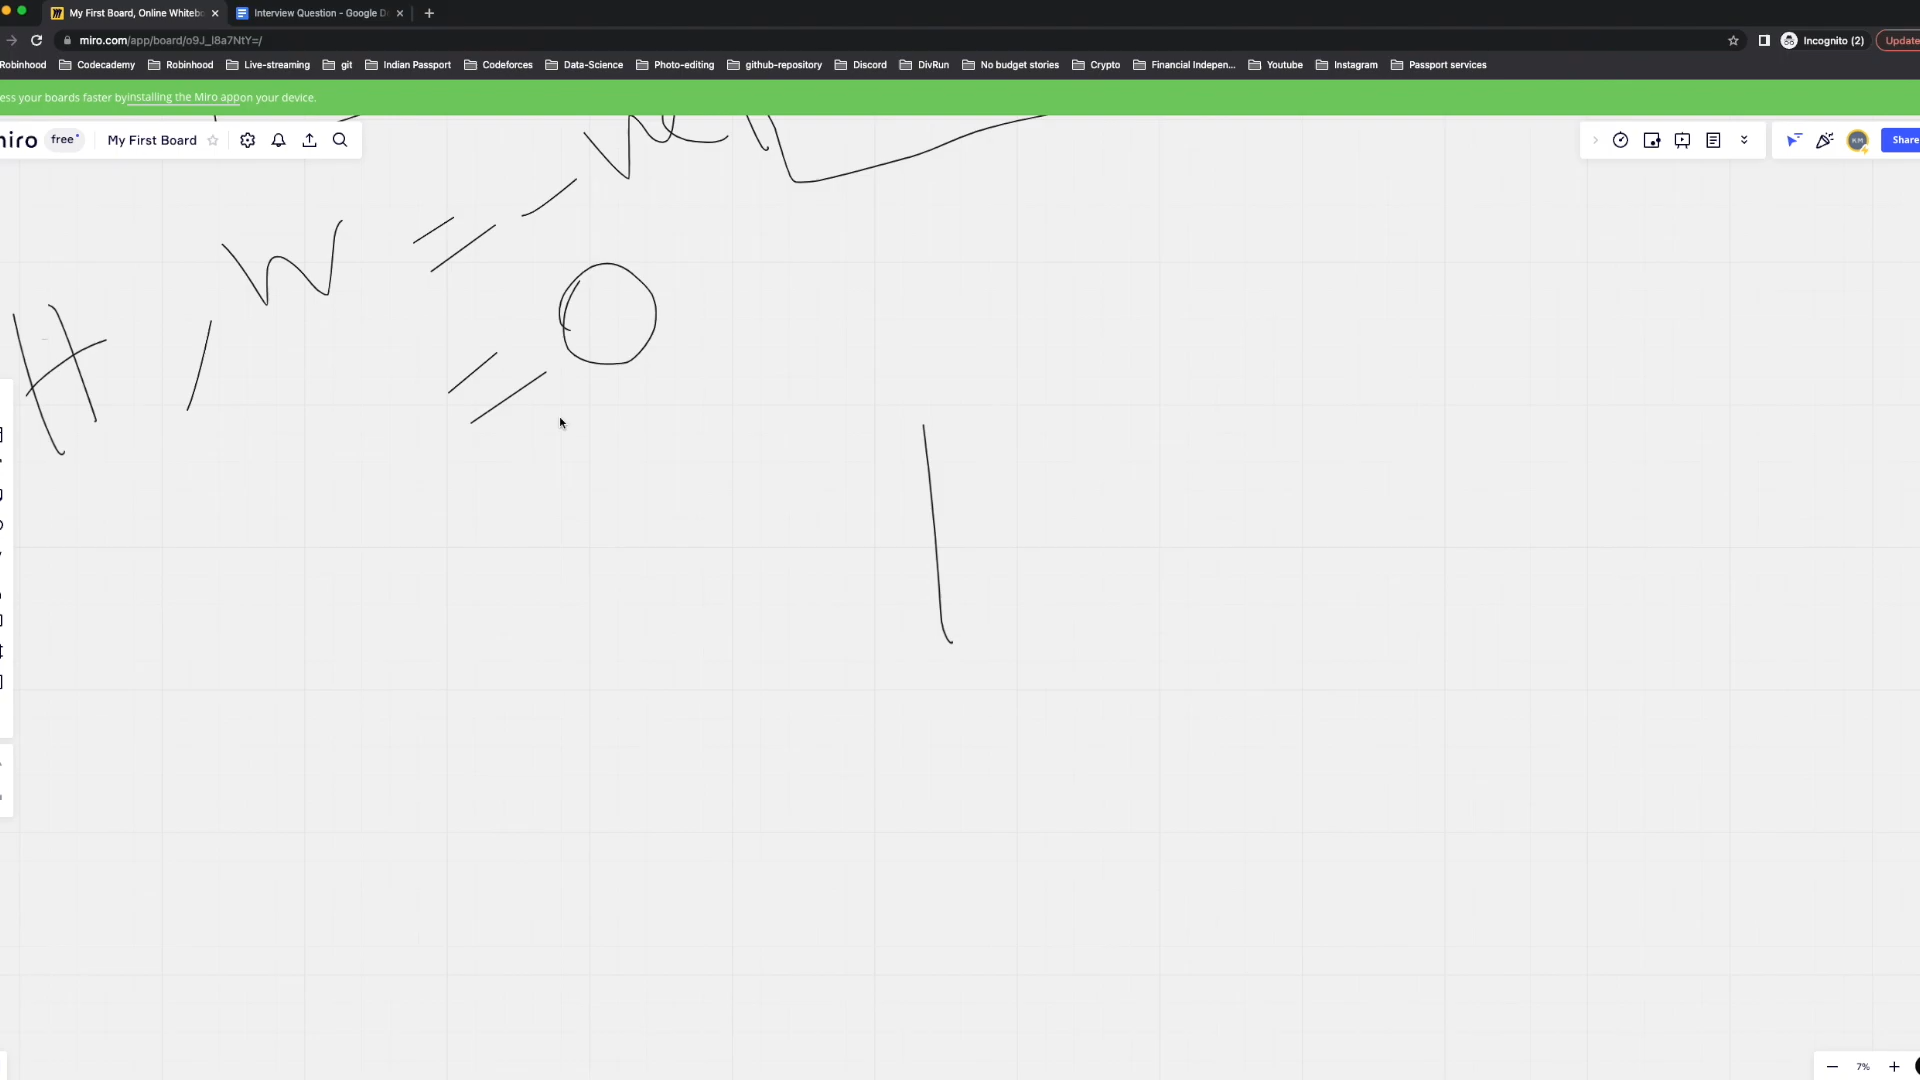 My First Board, Online Whitebo
Interview Question - Google D
miro.com/app/board/o9J_l8a7NtY=/
Incognito (2)
Update
Robinhood
Codecademy
Robinhood
Live-streaming
git
Indian Passport
Codeforces
Data-Science
Photo-editing
github-repository
Discord
DivRun
No budget stories
Crypto
Financial Indepen...
Youtube
Instagram
Passport services
ess your boards faster by installing the Miro app on your device.
miro
free
My First Board
Share
H, W =
= O
7%